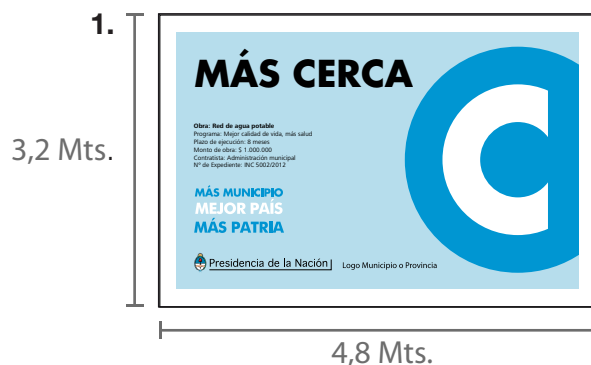 1.
3,2 Mts.
MÁS CERCA
Obra: Red de agua potable
Programa: Mejor calidad de vida, más salud
Plazo de ejecución: 8 meses
Monto de obra: $ 1.000.000
Contratista: Administración municipal
Nº de Expediente: INC 5002/2012
MÁS MUNICIPIO
MEJOR PAÍS
MÁS PATRIA
Presidencia de la Nación
Logo Municipio o Provincia
C
4,8 Mts.